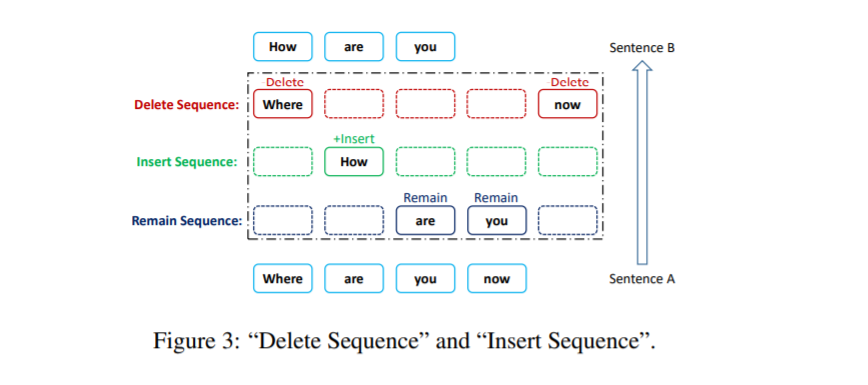 How are you Sentence B
-Delete -Delete
Delete Sequence: Where now
+Insert
Insert Sequence: How
Remain Remain
Remain Sequence: are you
Where are you now Sentence A
Figure 3: “Delete Sequence” and “Insert Sequence”.